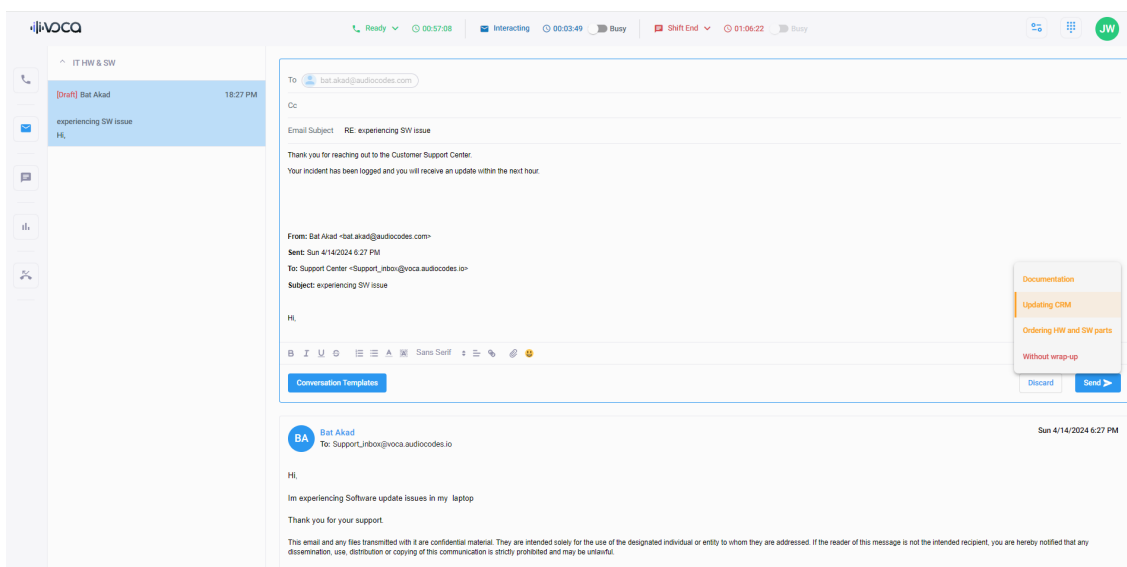 VOCA
Ready 00:57:08 Interacting 00:03:49 Busy Shift End 01:06:22 Busy JW
IT HW & SW
[Draft] Bat Akad 18:27 PM
experiencing SW issue
Hi,
To bat.akad@audiocodes.com
Cc
Email Subject RE: experiencing SW issue
Thank you for reaching out to the Customer Support Center.
Your incident has been logged and you will receive an update within the next hour.
From: Bat Akad <bat.akad@audiocodes.com>
Sent: Sun 4/14/2024 6:27 PM
To: Support Center <Support_inbox@voca.audiocodes.io>
Subject: experiencing SW issue
Hi,
Documentation
Updating CRM
Ordering HW and SW parts
Without wrap-up
B I U S A Sans Serif
Conversation Templates Discard Send
BA Bat Akad Sun 4/14/2024 6:27 PM
To: Support_inbox@voca.audiocodes.io
Hi,
Im experiencing Software update issues in my laptop
Thank you for your support.
This email and any files transmitted with it are confidential material. They are intended solely for the use of the designated individual or entity to whom they are addressed. If the reader of this message is not the intended recipient, you are hereby notified that any
dissemination, use, distribution or copying of this communication is strictly prohibited and may be unlawful.